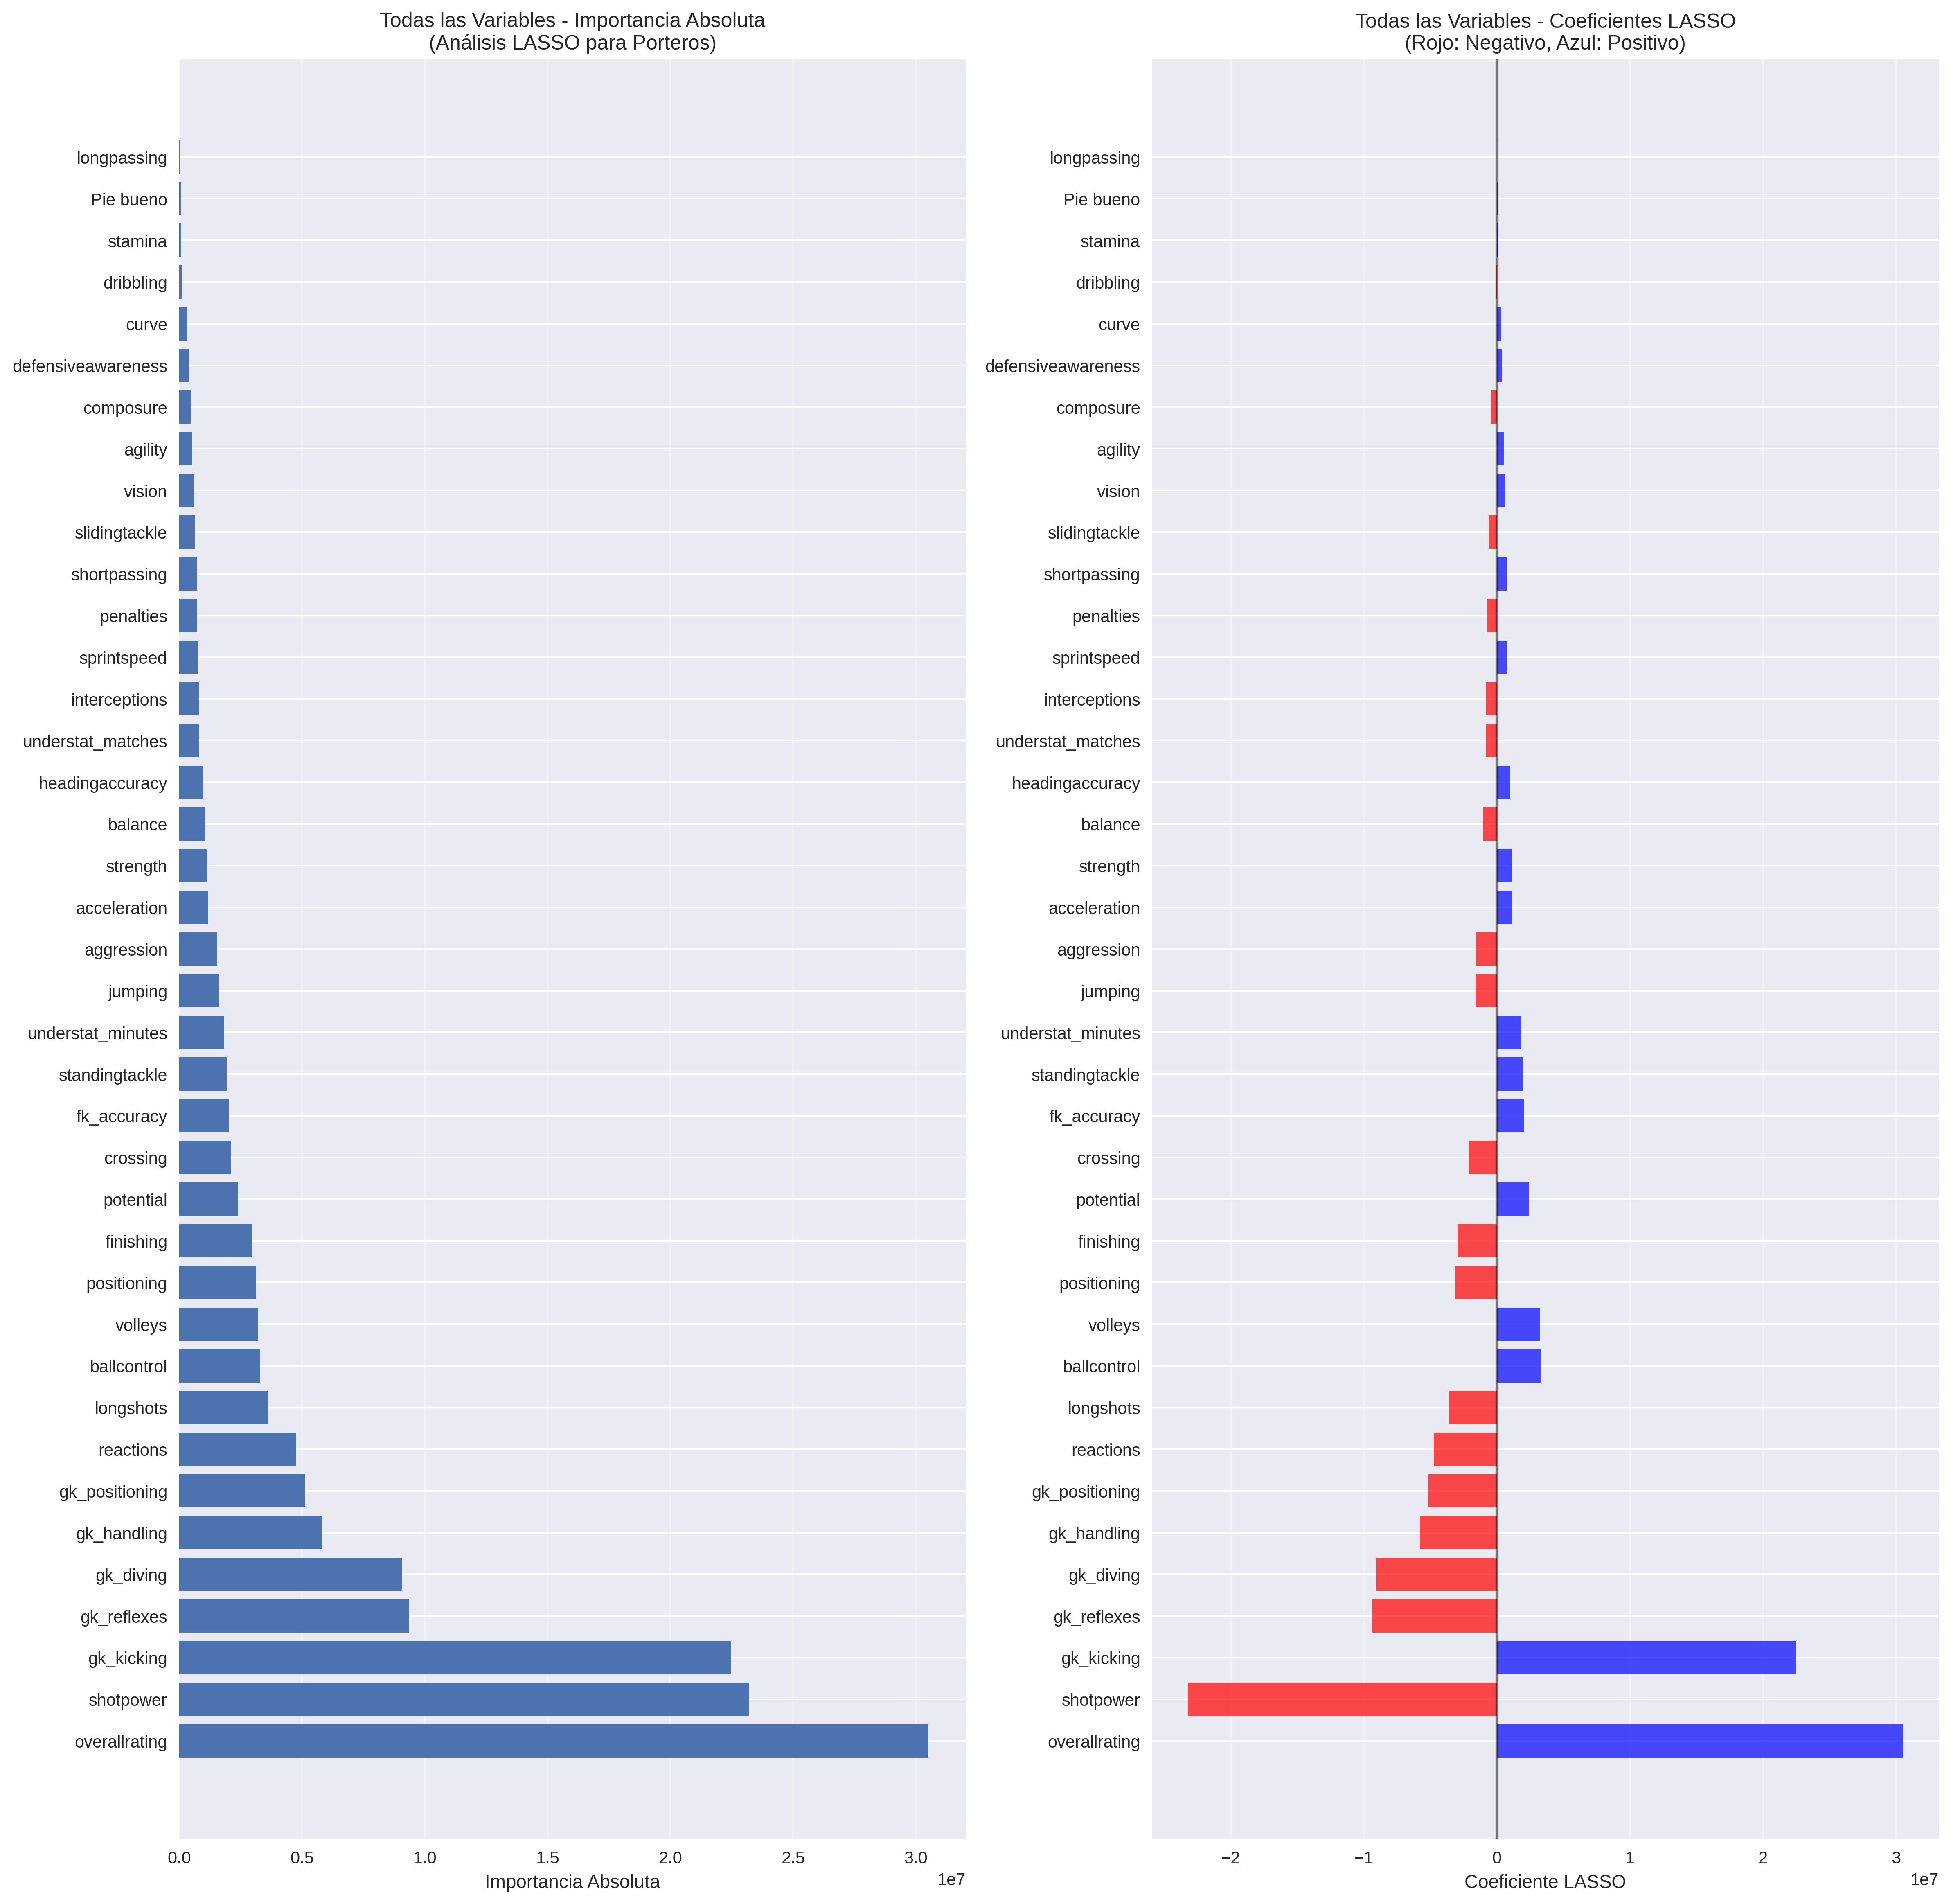 Todas las Variables - Importancia Absoluta
(Análisis LASSO para Porteros)
longpassing
Pie bueno
stamina
dribbling
curve
defensiveawareness
composure
agility
vision
slidingtackle
shortpassing
penalties
sprintspeed
interceptions
understat_matches
headingaccuracy
balance
strength
acceleration
aggression
jumping
understat_minutes
standingtackle
fk_accuracy
crossing
potential
finishing
positioning
volleys
ballcontrol
longshots
reactions
gk_positioning
gk_handling
gk_diving
gk_reflexes
gk_kicking
shotpower
overallrating
0.0 0.5 1.0 1.5 2.0 2.5 3.0
1e7
Importancia Absoluta
Todas las Variables - Coeficientes LASSO
(Rojo: Negativo, Azul: Positivo)
longpassing
Pie bueno
stamina
dribbling
curve
defensiveawareness
composure
agility
vision
slidingtackle
shortpassing
penalties
sprintspeed
interceptions
understat_matches
headingaccuracy
balance
strength
acceleration
aggression
jumping
understat_minutes
standingtackle
fk_accuracy
crossing
potential
finishing
positioning
volleys
ballcontrol
longshots
reactions
gk_positioning
gk_handling
gk_diving
gk_reflexes
gk_kicking
shotpower
overallrating
−2 −1 0 1 2 3
1e7
Coeficiente LASSO